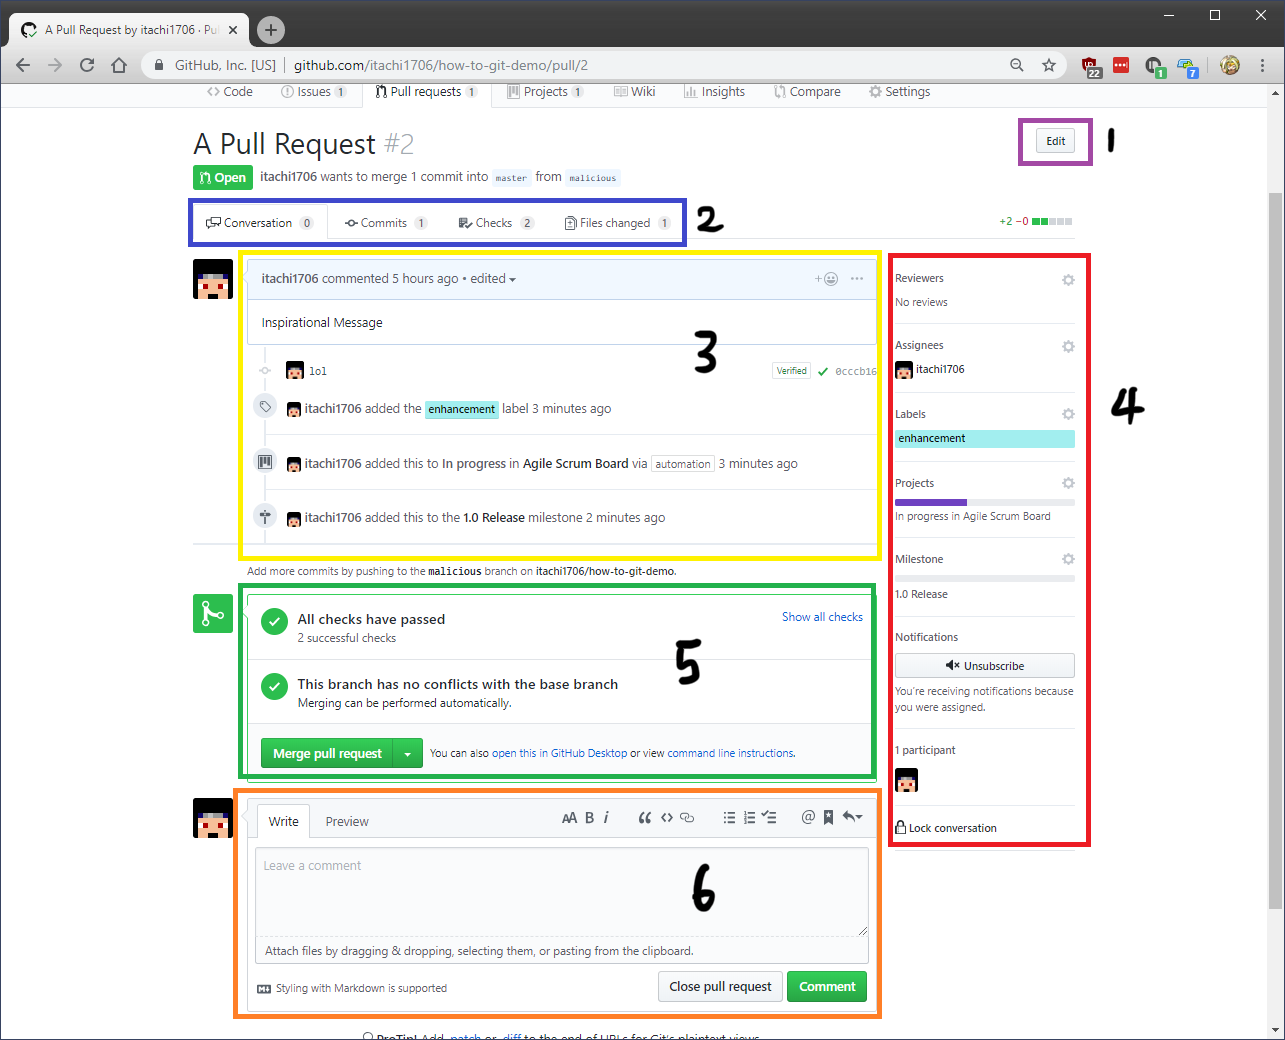 A Pull Request by itachi1706 · Pu
GitHub, Inc. [US] | github.com/itachi1706/how-to-git-demo/pull/2
22
1
7
Code
Issues 1
Pull requests 1
Projects 1
Wiki
Insights
Compare
Settings
A Pull Request #2
Edit
1
Open
itachi1706 wants to merge 1 commit into master from malicious
Conversation 0
Commits 1
Checks 2
Files changed 1
2
+2 −0
itachi1706 commented 5 hours ago • edited
Inspirational Message
3
lol
Verified
0cccb16
itachi1706 added the enhancement label 3 minutes ago
itachi1706 added this to In progress in Agile Scrum Board via automation 3 minutes ago
itachi1706 added this to the 1.0 Release milestone 2 minutes ago
Reviewers
No reviews
Assignees
itachi1706
4
Labels
enhancement
Projects
In progress in Agile Scrum Board
Milestone
1.0 Release
Notifications
Unsubscribe
You're receiving notifications because
you were assigned.
1 participant
Lock conversation
Add more commits by pushing to the malicious branch on itachi1706/how-to-git-demo.
All checks have passed
2 successful checks
Show all checks
5
This branch has no conflicts with the base branch
Merging can be performed automatically.
Merge pull request
You can also open this in GitHub Desktop or view command line instructions.
Write
Preview
AA B i
Leave a comment
6
Attach files by dragging & dropping, selecting them, or pasting from the clipboard.
Styling with Markdown is supported
Close pull request
Comment
ProTip! Add .patch or .diff to the end of URLs for Git's plaintext views.